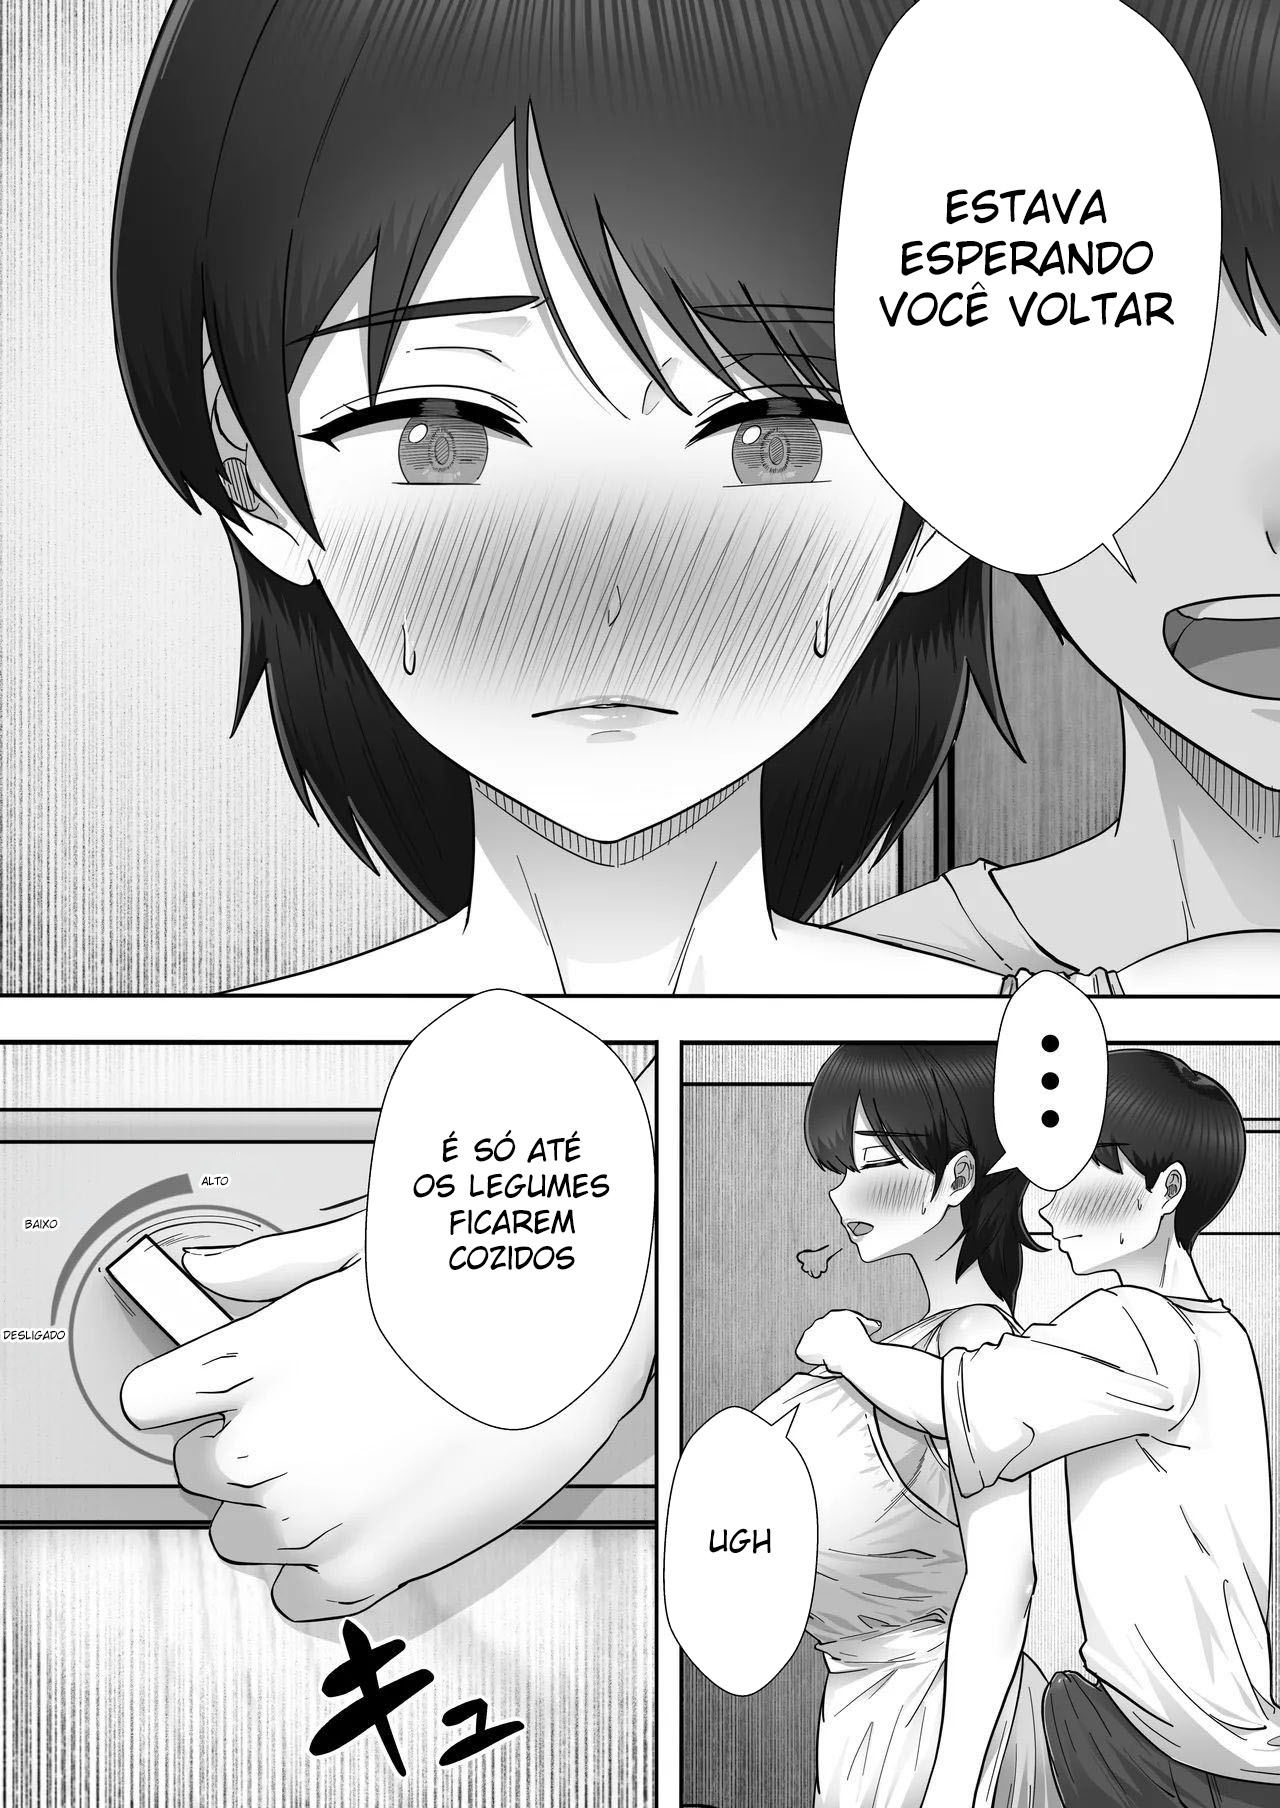 ESTAVA
ESPERANDO
VOCÊ VOLTAR
É SÓ ATÉ
OS LEGUMES
FICAREM
COZIDOS
ALTO
BAIXO
DESLIGADO
キュ
...
UGH